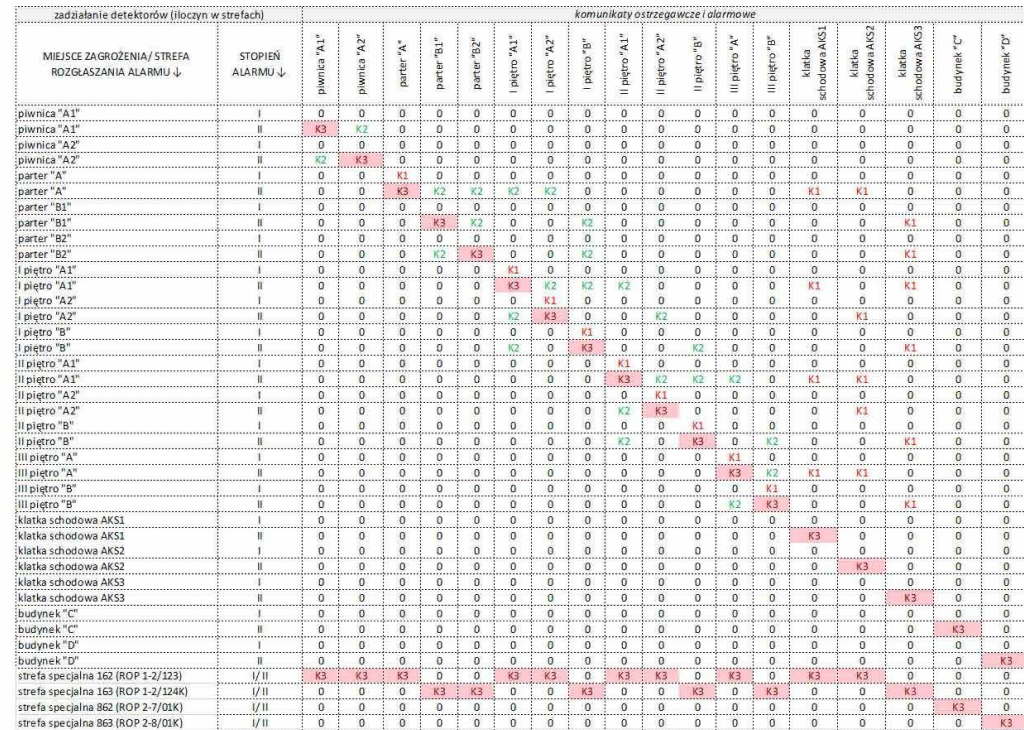 zadziałanie detektorów (iloczyn w strefach) komunikaty ostrzegawcze i alarmowe
MIEJSCE ZAGROŻENIA/ STREFA ROZGŁASZANIA ALARMU ↓ STOPIEŃ ALARMU ↓ piwnica "A1" piwnica "A2" parter "A" parter "B1" parter "B2" I piętro "A1" I piętro "A2" I piętro "B" II piętro "A1" II piętro "A2" II piętro "B" III piętro "A" III piętro "B" klatka schodowa AKS1 klatka schodowa AKS2 klatka schodowa AKS3 budynek "C" budynek "D"
piwnica "A1" I 0 0 0 0 0 0 0 0 0 0 0 0 0 0 0 0 0 0
piwnica "A1" II K3 K2 0 0 0 0 0 0 0 0 0 0 0 0 0 0 0 0
piwnica "A2" I 0 0 0 0 0 0 0 0 0 0 0 0 0 0 0 0 0 0
piwnica "A2" II K2 K3 0 0 0 0 0 0 0 0 0 0 0 0 0 0 0 0
parter "A" I 0 0 K1 0 0 0 0 0 0 0 0 0 0 0 0 0 0 0
parter "A" II 0 0 K3 K2 K2 K2 K2 0 0 0 0 0 0 K1 K1 0 0 0
parter "B1" I 0 0 0 0 0 0 0 0 0 0 0 0 0 0 0 0 0 0
parter "B1" II 0 0 0 K3 K2 0 0 K2 0 0 0 0 0 0 0 K1 0 0
parter "B2" I 0 0 0 0 0 0 0 0 0 0 0 0 0 0 0 0 0 0
parter "B2" II 0 0 0 K2 K3 0 0 K2 0 0 0 0 0 0 0 K1 0 0
I piętro "A1" I 0 0 0 0 0 K1 0 0 0 0 0 0 0 0 0 0 0 0
I piętro "A1" II 0 0 0 0 0 K3 K2 K2 K2 0 0 0 0 K1 0 K1 0 0
I piętro "A2" I 0 0 0 0 0 0 K1 0 0 0 0 0 0 0 0 0 0 0
I piętro "A2" II 0 0 0 0 0 K2 K3 0 0 K2 0 0 0 0 K1 0 0 0
I piętro "B" I 0 0 0 0 0 0 0 K1 0 0 0 0 0 0 0 0 0 0
I piętro "B" II 0 0 0 0 0 K2 0 K3 0 0 K2 0 0 0 0 K1 0 0
II piętro "A1" I 0 0 0 0 0 0 0 0 K1 0 0 0 0 0 0 0 0 0
II piętro "A1" II 0 0 0 0 0 0 0 0 K3 K2 K2 K2 0 K1 K1 0 0 0
II piętro "A2" I 0 0 0 0 0 0 0 0 0 K1 0 0 0 0 0 0 0 0
II piętro "A2" II 0 0 0 0 0 0 0 0 K2 K3 0 0 0 0 K1 0 0 0
II piętro "B" I 0 0 0 0 0 0 0 0 0 0 K1 0 0 0 0 0 0 0
II piętro "B" II 0 0 0 0 0 0 0 0 K2 0 K3 0 K2 0 0 K1 0 0
III piętro "A" I 0 0 0 0 0 0 0 0 0 0 0 K1 0 0 0 0 0 0
III piętro "A" II 0 0 0 0 0 0 0 0 0 0 0 K3 K2 K1 K1 0 0 0
III piętro "B" I 0 0 0 0 0 0 0 0 0 0 0 0 K1 0 0 0 0 0
III piętro "B" II 0 0 0 0 0 0 0 0 0 0 0 K2 K3 0 0 K1 0 0
klatka schodowa AKS1 I 0 0 0 0 0 0 0 0 0 0 0 0 0 0 0 0 0 0
klatka schodowa AKS1 II 0 0 0 0 0 0 0 0 0 0 0 0 0 K3 0 0 0 0
klatka schodowa AKS2 I 0 0 0 0 0 0 0 0 0 0 0 0 0 0 0 0 0 0
klatka schodowa AKS2 II 0 0 0 0 0 0 0 0 0 0 0 0 0 0 K3 0 0 0
klatka schodowa AKS3 I 0 0 0 0 0 0 0 0 0 0 0 0 0 0 0 0 0 0
klatka schodowa AKS3 II 0 0 0 0 0 0 0 0 0 0 0 0 0 0 0 K3 0 0
budynek "C" I 0 0 0 0 0 0 0 0 0 0 0 0 0 0 0 0 0 0
budynek "C" II 0 0 0 0 0 0 0 0 0 0 0 0 0 0 0 0 K3 0
budynek "D" I 0 0 0 0 0 0 0 0 0 0 0 0 0 0 0 0 0 0
budynek "D" II 0 0 0 0 0 0 0 0 0 0 0 0 0 0 0 0 0 K3
strefa specjalna 162 (ROP 1-2/123) I/ II K3 K3 K3 0 0 K3 K3 0 K3 K3 0 K3 0 K3 K3 0 0 0
strefa specjalna 163 (ROP 1-2/124K) I/ II 0 0 0 K3 K3 0 0 K3 0 0 K3 0 K3 0 0 K3 0 0
strefa specjalna 862 (ROP 2-7/01K) I/ II 0 0 0 0 0 0 0 0 0 0 0 0 0 0 0 0 K3 0
strefa specjalna 863 (ROP 2-8/01K) I/ II 0 0 0 0 0 0 0 0 0 0 0 0 0 0 0 0 0 K3